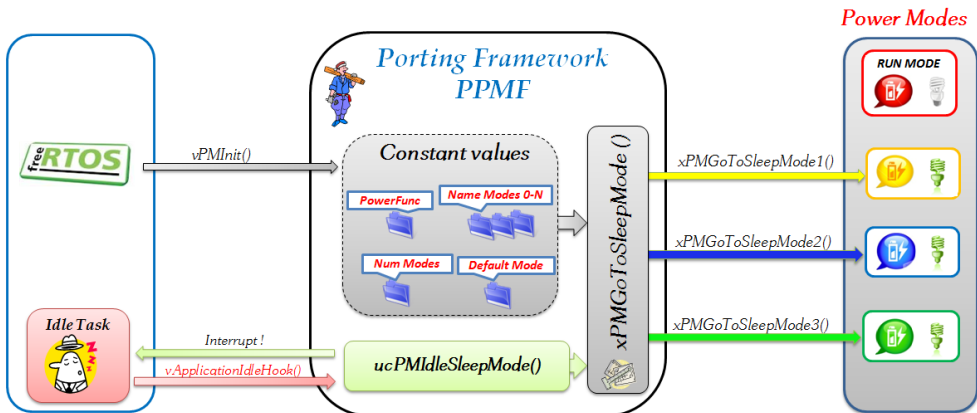 Power Modes
Porting Framework
PPMF
RUN MODE
free RTOS
vPMInit()
Constant values
PowerFunc
Name Modes 0-N
Num Modes
Default Mode
xPMGoToSleepMode ()
xPMGoToSleepMode1()
xPMGoToSleepMode2()
xPMGoToSleepMode3()
Idle Task
z z z z
Interrupt !
vApplicationIdleHook()
ucPMIdleSleepMode()